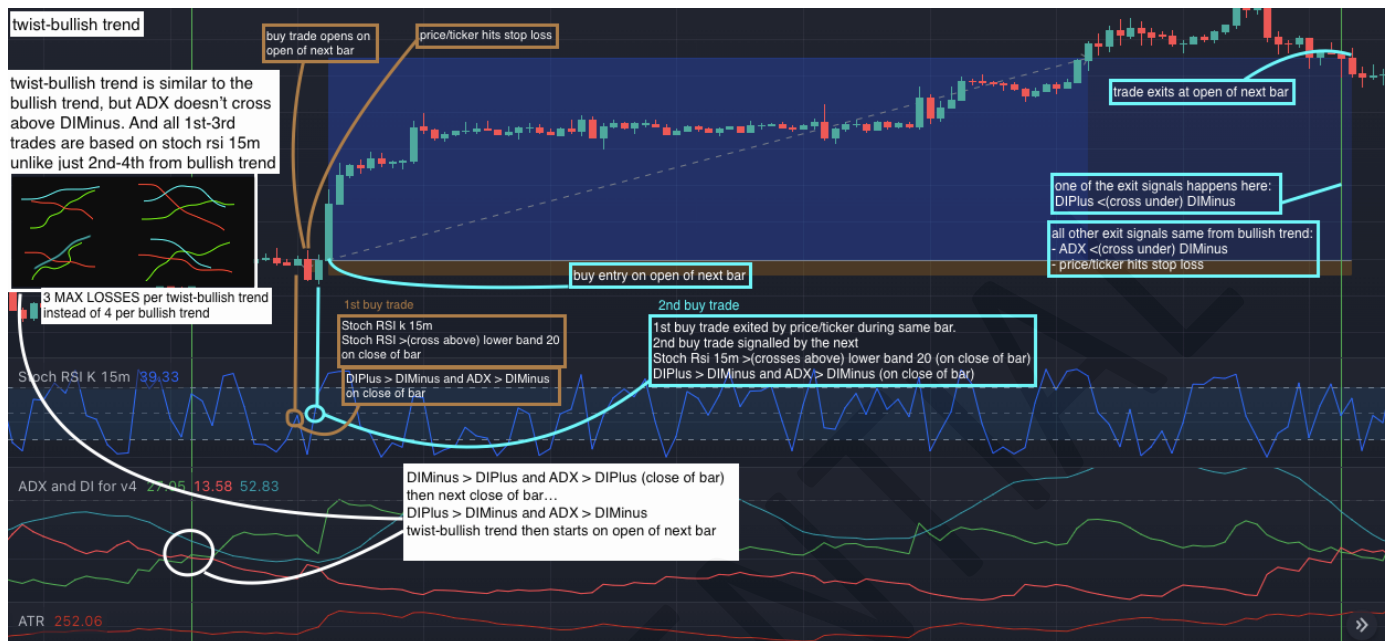 twist-bullish trend
buy trade opens on
open of next bar
price/ticker hits stop loss
twist-bullish trend is similar to the
bullish trend, but ADX doesn't cross
above DIMinus. And all 1st-3rd
trades are based on stoch rsi 15m
unlike just 2nd-4th from bullish trend
trade exits at open of next bar
one of the exit signals happens here:
DIPlus <(cross under) DIMinus
all other exit signals same from bullish trend:
- ADX <(cross under) DIMinus
- price/ticker hits stop loss
buy entry on open of next bar
3 MAX LOSSES per twist-bullish trend
instead of 4 per bullish trend
1st buy trade
Stoch RSI k 15m
Stoch RSI >(cross above) lower band 20
on close of bar
DIPlus > DIMinus and ADX > DIMinus
on close of bar
2nd buy trade
1st buy trade exited by price/ticker during same bar.
2nd buy trade signalled by the next
Stoch Rsi 15m >(crosses above) lower band 20 (on close of bar)
DIPlus > DIMinus and ADX > DIMinus (on close of bar)
Stoch RSI K 15m 39.33
ADX and DI for v4 27.95 13.58 52.83
DIMinus > DIPlus and ADX > DIPlus (close of bar)
then next close of bar...
DIPlus > DIMinus and ADX > DIMinus
twist-bullish trend then starts on open of next bar
ATR 252.06